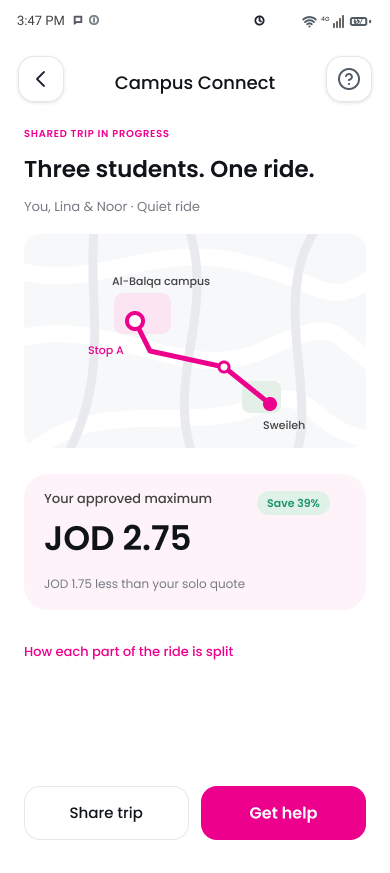 3:47 PM
4G
Campus Connect
SHARED TRIP IN PROGRESS
Three students. One ride.
You, Lina & Noor · Quiet ride
Al-Balqa campus
Stop A
Sweileh
Your approved maximum
Save 39%
JOD 2.75
JOD 1.75 less than your solo quote
How each part of the ride is split
Share trip
Get help